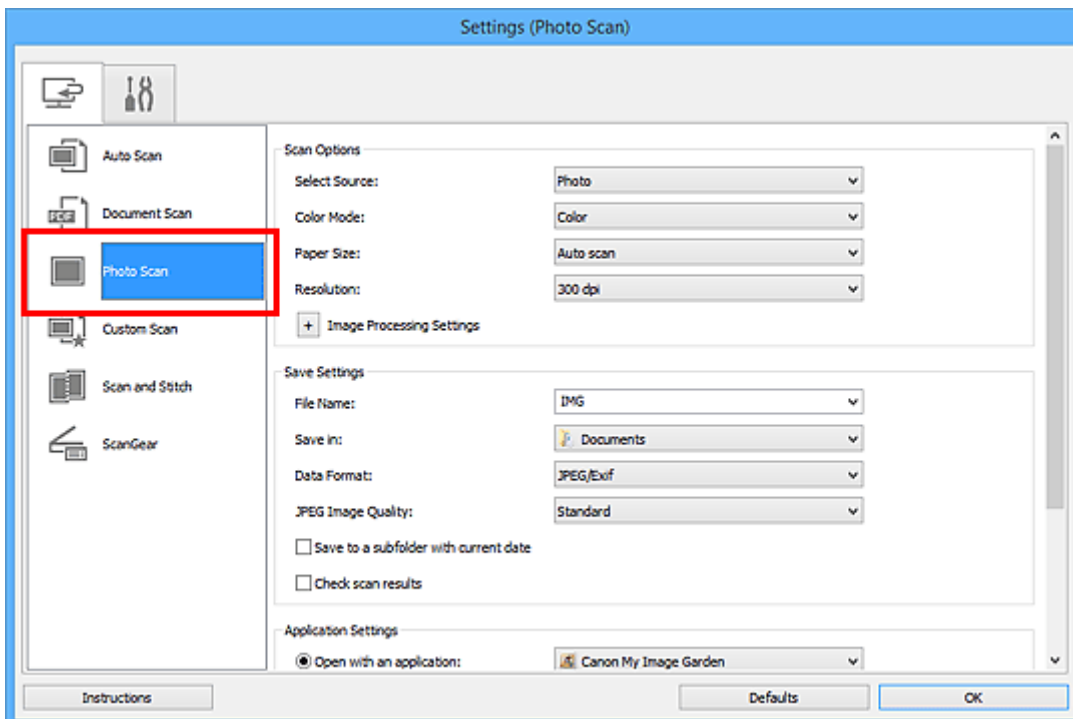 Settings (Photo Scan)
Auto Scan
PDF
Document Scan
Photo Scan
Custom Scan
Scan and Stitch
ScanGear
Scan Options
Select Source: Photo
Color Mode: Color
Paper Size: Auto scan
Resolution: 300 dpi
+ Image Processing Settings
Save Settings
File Name: IMG
Save in: Documents
Data Format: JPEG/Exif
JPEG Image Quality: Standard
Save to a subfolder with current date
Check scan results
Application Settings
Open with an application: Canon My Image Garden
Instructions Defaults OK